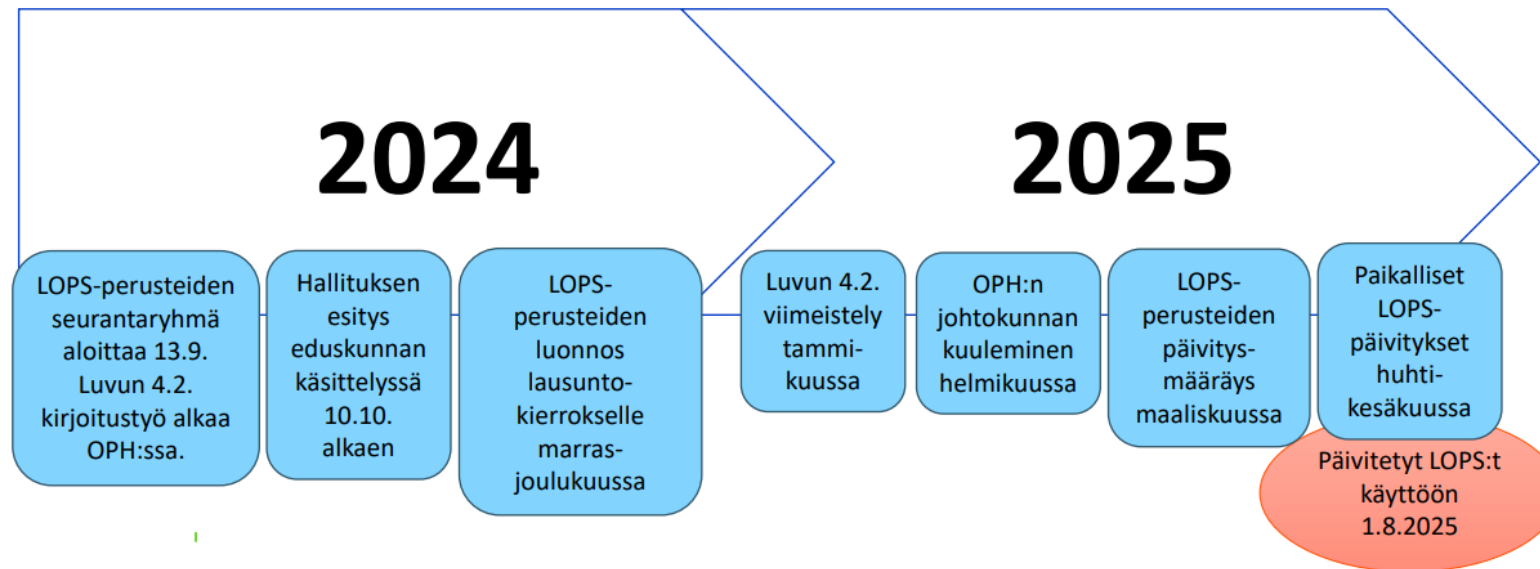 2024
2025
LOPS-perusteiden
seurantaryhmä
aloittaa 13.9.
Luvun 4.2.
kirjoitustyö alkaa
OPH:ssa.
Hallituksen
esitys
eduskunnan
käsittelyssä
10.10.
alkaen
LOPS-
perusteiden
luonnos
lausunto-
kierrokselle
marras-
joulukuussa
Luvun 4.2.
viimeistely
tammi-
kuussa
OPH:n
johtokunnan
kuuleminen
helmikuussa
LOPS-
perusteiden
päivitys-
määräys
maaliskuussa
Paikalliset
LOPS-
päivitykset
huhti-
kesäkuussa
Päivitetyt LOPS:t
käyttöön
1.8.2025